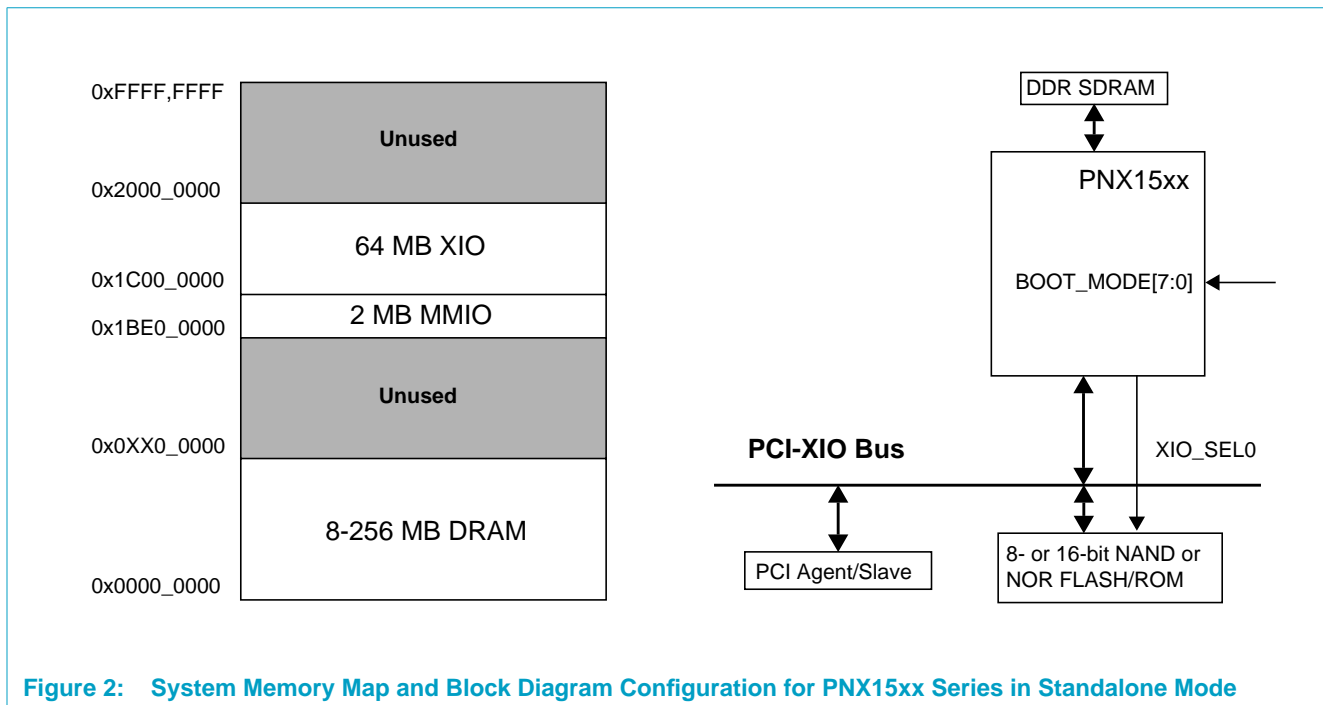 0xFFFF,FFFF
Unused
0x2000_0000
64 MB XIO
0x1C00_0000
2 MB MMIO
0x1BE0_0000
Unused
0x0XX0_0000
8-256 MB DRAM
0x0000_0000
DDR SDRAM
PNX15xx
BOOT_MODE[7:0]
PCI-XIO Bus
XIO_SEL0
PCI Agent/Slave
8- or 16-bit NAND or
NOR FLASH/ROM
Figure 2: System Memory Map and Block Diagram Configuration for PNX15xx Series in Standalone Mode